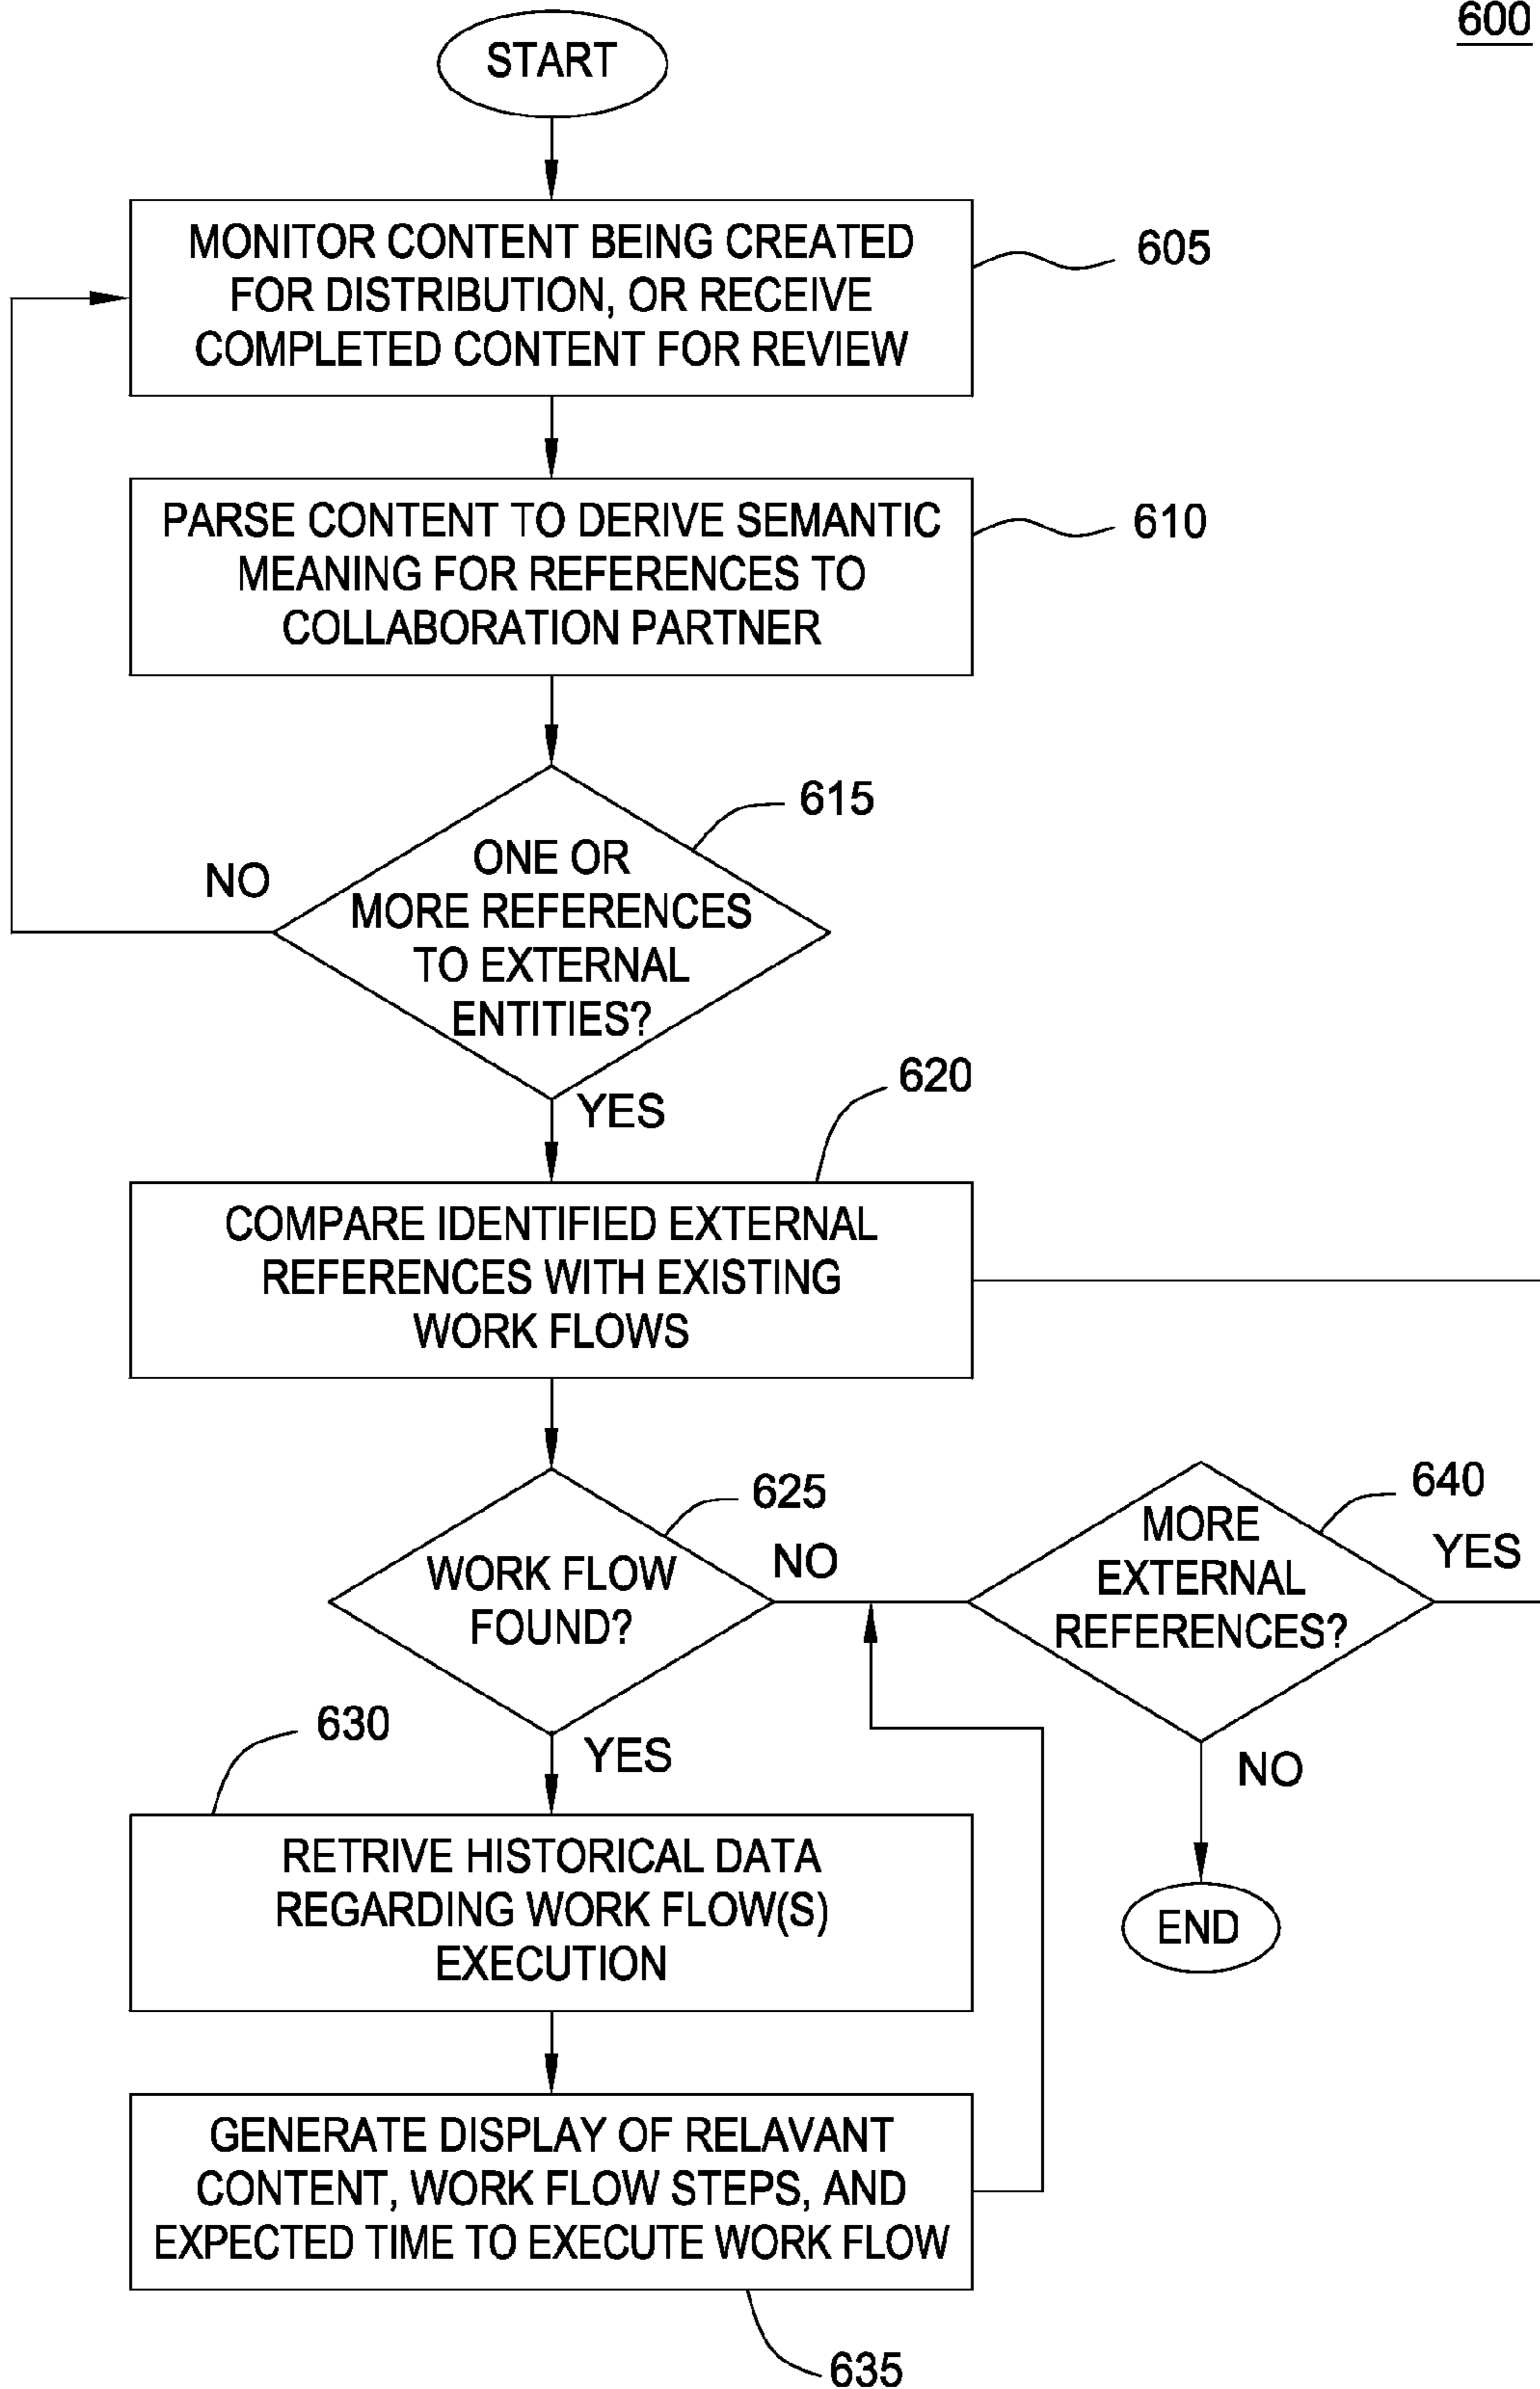 600
START
MONITOR CONTENT BEING CREATED
FOR DISTRIBUTION, OR RECEIVE
COMPLETED CONTENT FOR REVIEW
605
PARSE CONTENT TO DERIVE SEMANTIC
MEANING FOR REFERENCES TO
COLLABORATION PARTNER
610
615
ONE OR
MORE REFERENCES
TO EXTERNAL
ENTITIES?
NO
YES
620
COMPARE IDENTIFIED EXTERNAL
REFERENCES WITH EXISTING
WORK FLOWS
625
WORK FLOW
FOUND?
NO
YES
640
MORE
EXTERNAL
REFERENCES?
YES
NO
END
630
RETRIVE HISTORICAL DATA
REGARDING WORK FLOW(S)
EXECUTION
GENERATE DISPLAY OF RELAVANT
CONTENT, WORK FLOW STEPS, AND
EXPECTED TIME TO EXECUTE WORK FLOW
635